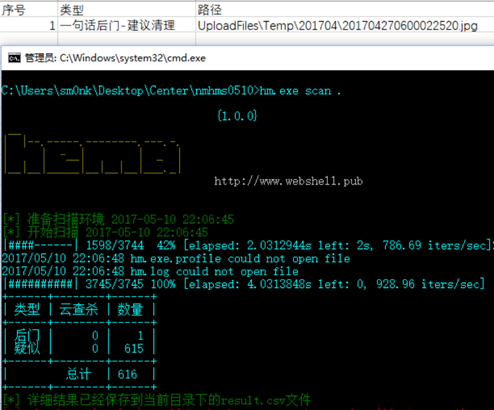 序号 类型 路径
1 一句话后门-建议清理 UploadFiles\Temp\201704\201704270600022520.jpg
管理员: C:\Windows\system32\cmd.exe
C:\Users\sm0nk\Desktop\Center\nmhms0510>hm.exe scan .
(1.0.0)
hema
http://www.webshell.pub
[*] 准备扫描环境 2017-05-10 22:06:45
[*] 开始扫描 2017-05-10 22:06:45
|####------| 1598/3744  42% [elapsed: 2.0312944s left: 2s, 786.69 iters/sec]2
2017/05/10 22:06:48 hm.exe.profile could not open file
2017/05/10 22:06:48 hm.log could not open file
|##########| 3745/3745 100% [elapsed: 4.0313848s left: 0, 928.96 iters/sec]
| 类型 | 云查杀 | 数量 |
| 后门 | 0 | 1 |
| 疑似 | 0 | 615 |
| 总计 | 616 |
[*] 详细结果已经保存到当前目录下的result.csv文件